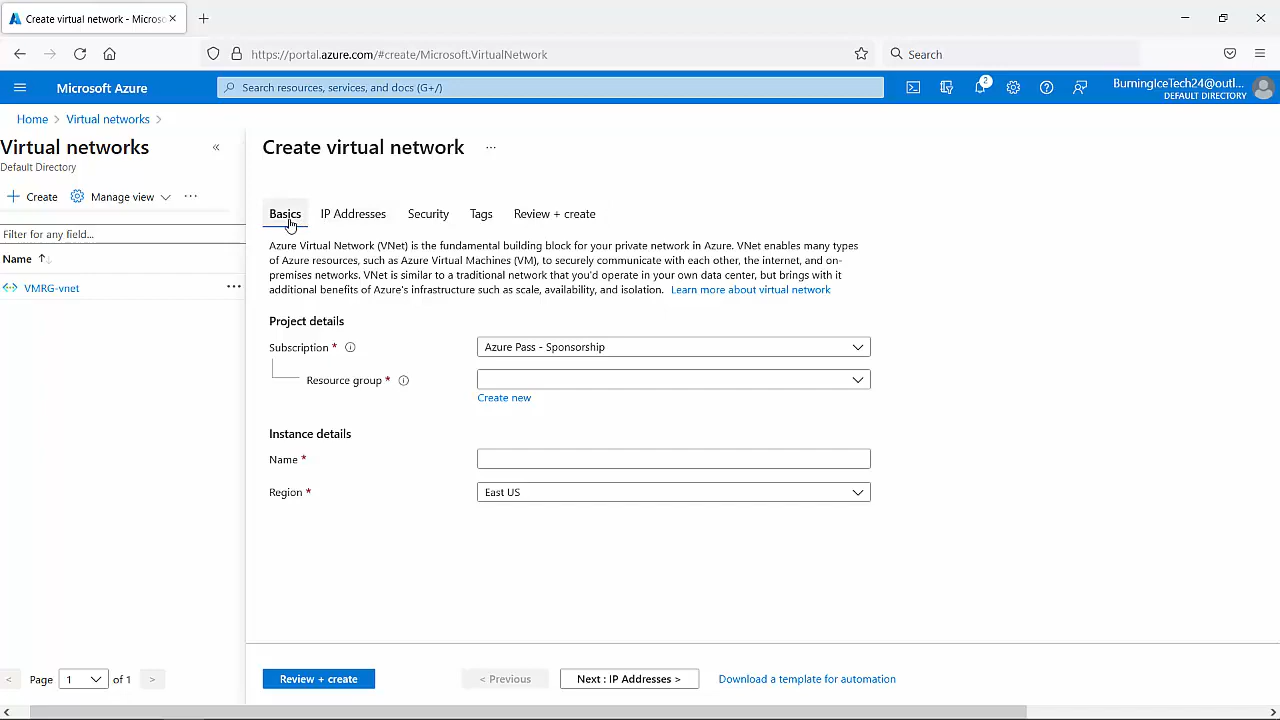 Create virtual network - Microso
https://portal.azure.com/#create/Microsoft.VirtualNetwork
Search
Microsoft Azure
Search resources, services, and docs (G+/)
2
BurningIceTech24@outl...
DEFAULT DIRECTORY
Home > Virtual networks >
Virtual networks
Default Directory
Create
Manage view
Filter for any field...
Name
VMRG-vnet
Page 1 of 1
Create virtual network
Basics
IP Addresses
Security
Tags
Review + create
Azure Virtual Network (VNet) is the fundamental building block for your private network in Azure. VNet enables many types
of Azure resources, such as Azure Virtual Machines (VM), to securely communicate with each other, the internet, and on-
premises networks. VNet is similar to a traditional network that you'd operate in your own data center, but brings with it
additional benefits of Azure's infrastructure such as scale, availability, and isolation. Learn more about virtual network
Project details
Subscription * Azure Pass - Sponsorship
Resource group *
Create new
Instance details
Name *
Region * East US
Review + create
< Previous
Next : IP Addresses >
Download a template for automation